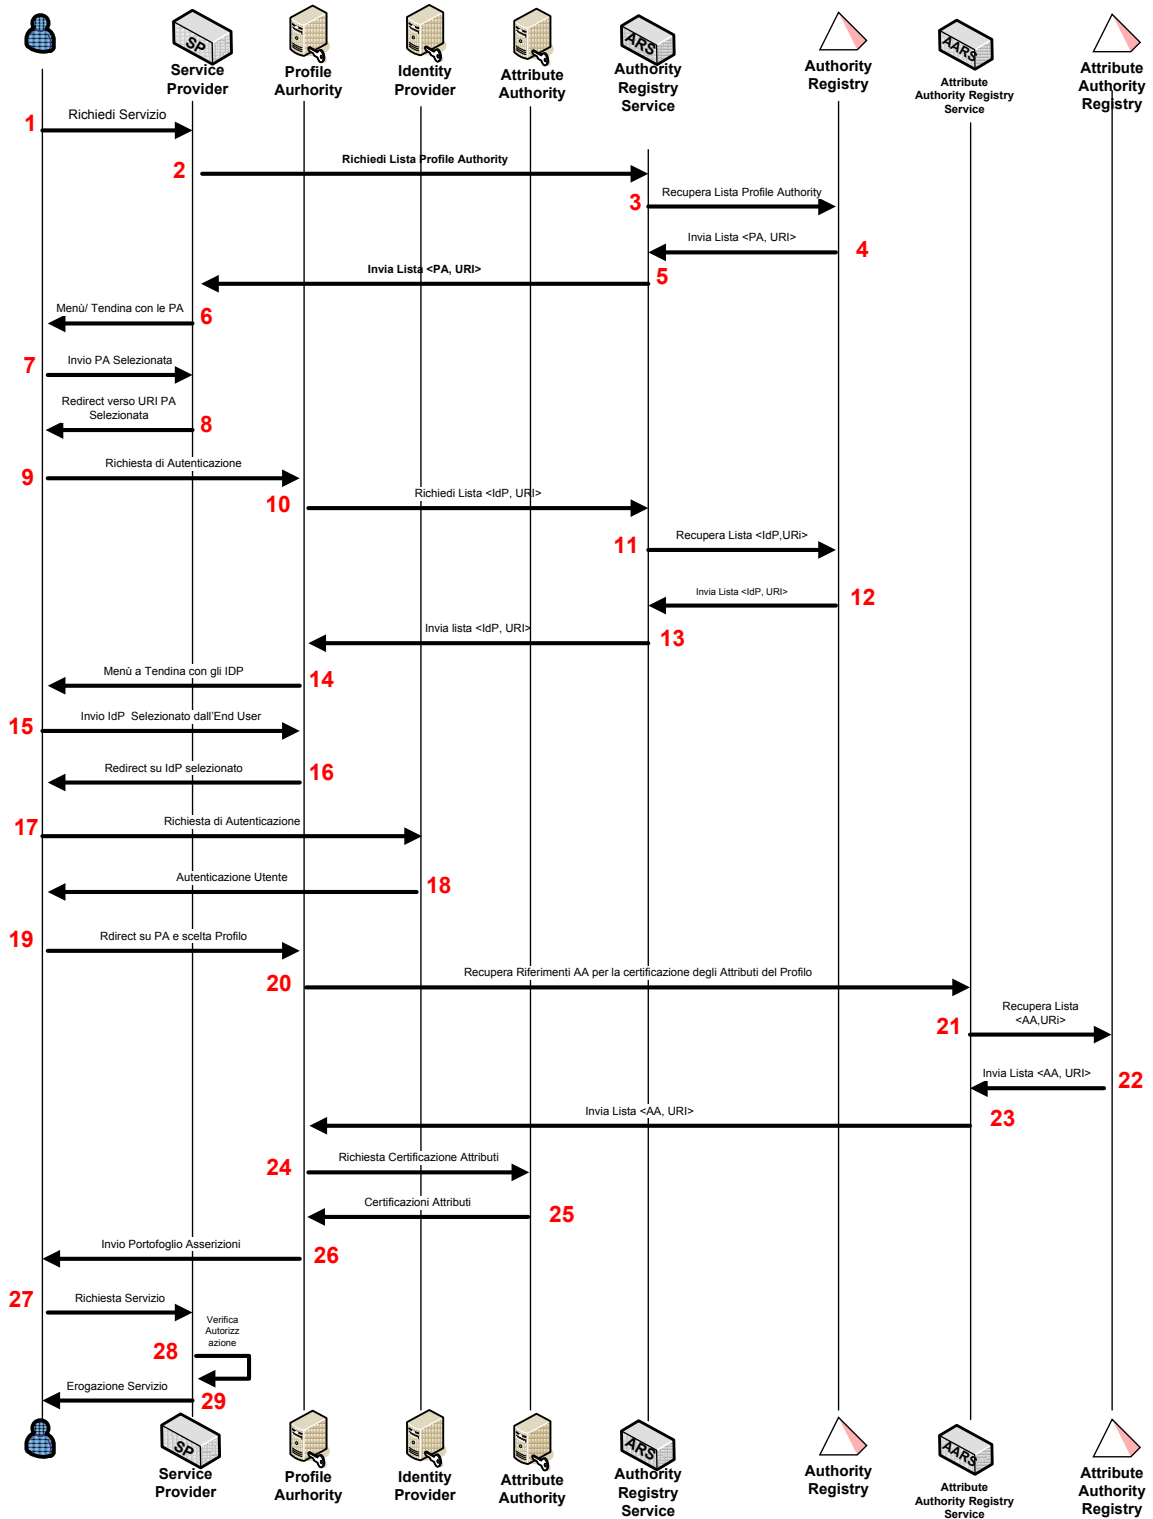 SP
ARS
AARS
Service
Provider
Profile
Aurhority
Identity
Provider
Attribute
Authority
Authority
Registry
Service
Authority
Registry
Attribute
Authority Registry
Service
Attribute
Authority
Registry
1
Richiedi Servizio
2
Richiedi Lista Profile Authority
3
Recupera Lista Profile Authority
Invia Lista <PA, URI>
4
Invia Lista <PA, URI>
5
Menù/ Tendina con le PA
6
7
Invio PA Selezionata
Redirect verso URI PA
Selezionata
8
9
Richiesta di Autenticazione
10
Richiedi Lista <IdP, URI>
11
Recupera Lista <IdP,URi>
Invia Lista <IdP, URI>
12
Invia lista <IdP, URI>
13
Menù a Tendina con gli IDP
14
15
Invio IdP Selezionato dall'End User
Redirect su IdP selezionato
16
17
Richiesta di Autenticazione
Autenticazione Utente
18
19
Rdirect su PA e scelta Profilo
20
Recupera Riferimenti AA per la certificazione degli Attributi del Profilo
21
Recupera Lista
<AA,URi>
Invia Lista <AA, URI>
22
Invia Lista <AA, URI>
23
24
Richiesta Certificazione Attributi
Certificazioni Attributi
25
Invio Portofoglio Asserizioni
26
27
Richiesta Servizio
Verifica
Autorizz
azione
28
Erogazione Servizio
29
SP
ARS
AARS
Service
Provider
Profile
Aurhority
Identity
Provider
Attribute
Authority
Authority
Registry
Service
Authority
Registry
Attribute
Authority Registry
Service
Attribute
Authority
Registry